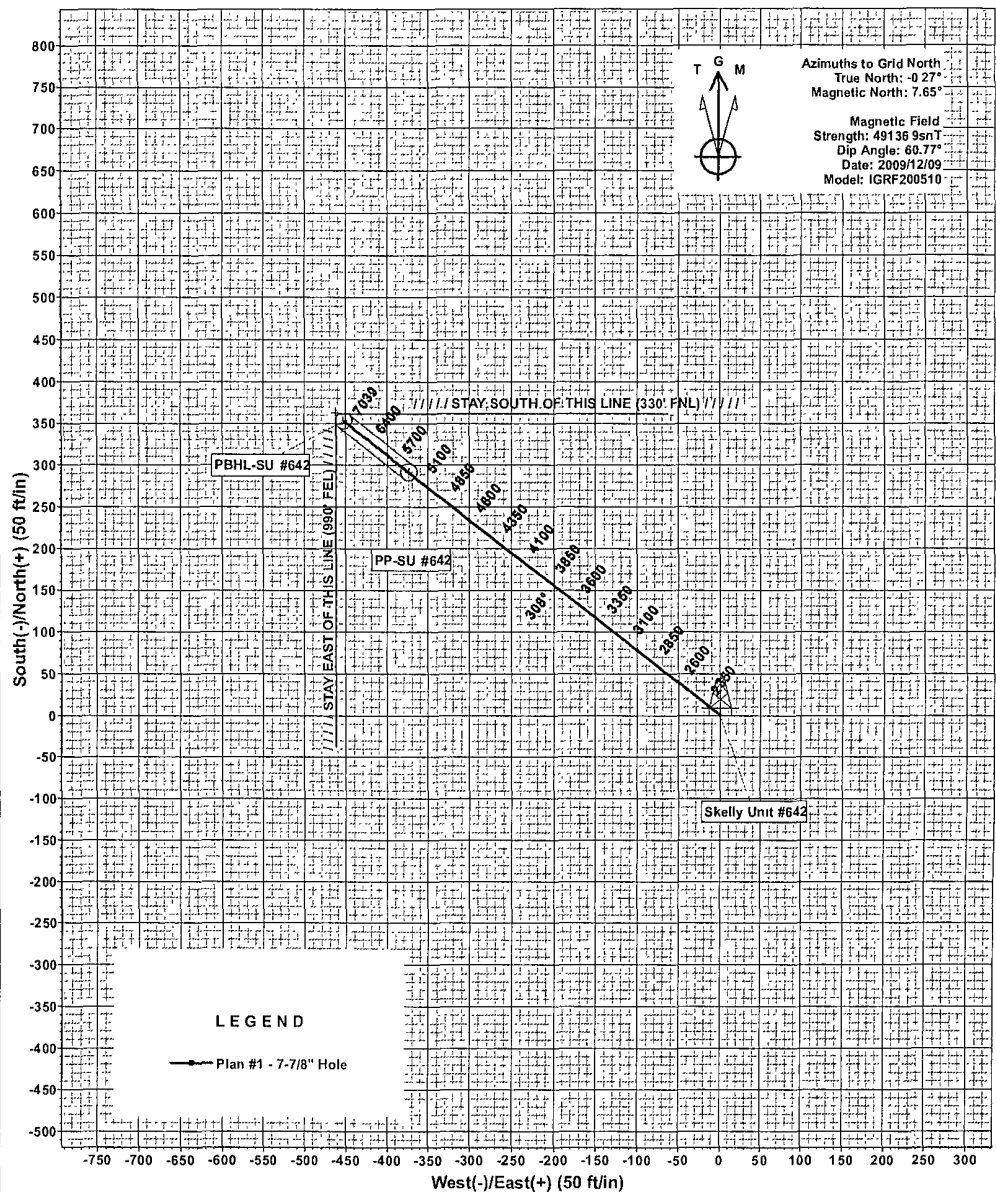 T G M
Azimuths to Grid North
True North: -0 27°
Magnetic North: 7.65°
Magnetic Field
Strength: 49136 9snT
Dip Angle: 60.77°
Date: 2009/12/09
Model: IGRF200510
South(-)/North(+) (50 ft/in)
850
800
750
700
650
600
550
500
450
400
350
300
250
200
150
100
50
0
-50
-100
-150
-200
-250
-300
-350
-400
-450
-500
///// STAY SOUTH OF THIS LINE (330' FNL) /////
///// STAY EAST OF THIS LINE (990' FEL) /////
PBHL-SU #642
PP-SU #642
7039
6400
5700
5100
4850
4600
4350
4100
3850
3600
3350
3100
2850
2600
2350
308°
Skelly Unit #642
LEGEND
Plan #1 - 7-7/8" Hole
-750 -700 -650 -600 -550 -500 -450 -400 -350 -300 -250 -200 -150 -100 -50 0 50 100 150 200 250 300
West(-)/East(+) (50 ft/in)